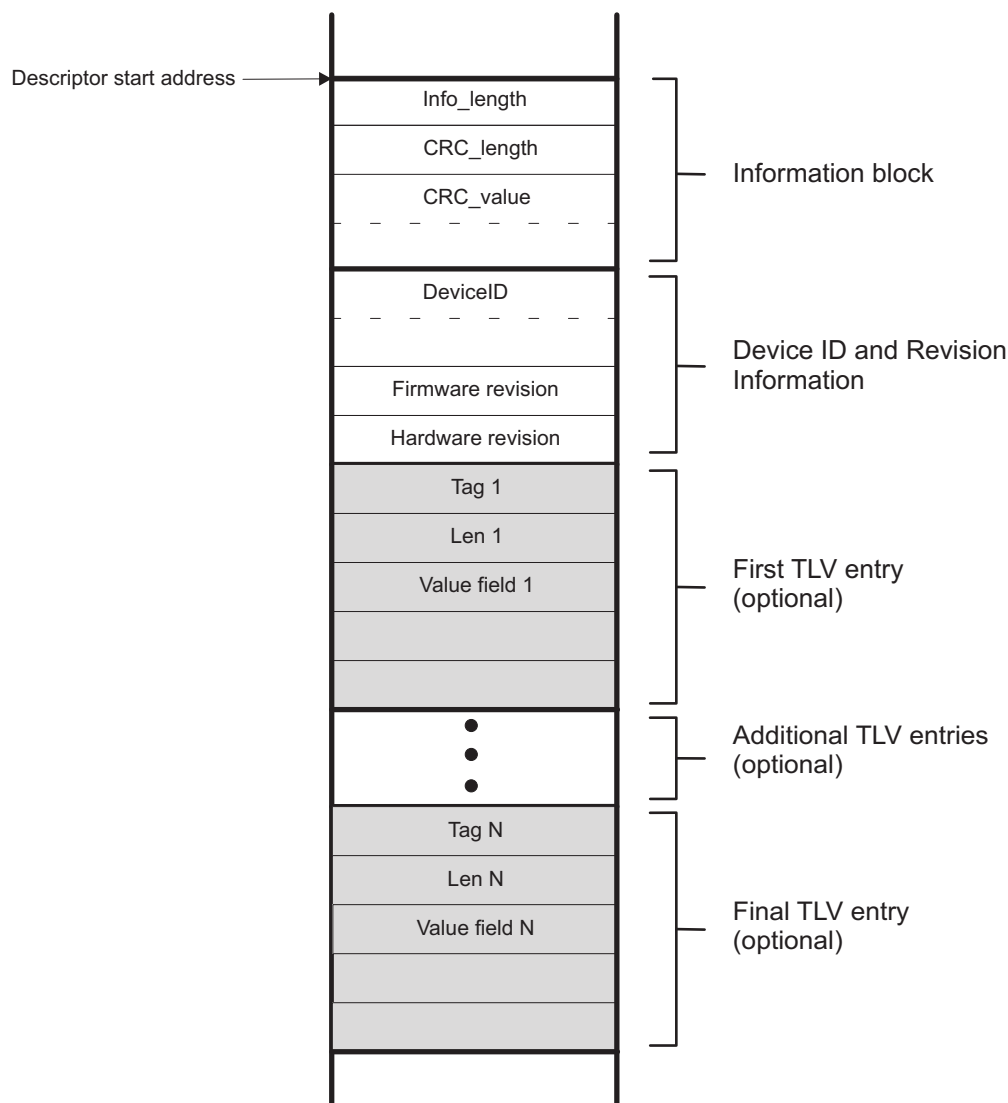 Descriptor start address
Info_length
CRC_length
CRC_value
Information block
DeviceID
Firmware revision
Hardware revision
Device ID and Revision
Information
Tag 1
Len 1
Value field 1
First TLV entry
(optional)
Additional TLV entries
(optional)
Tag N
Len N
Value field N
Final TLV entry
(optional)